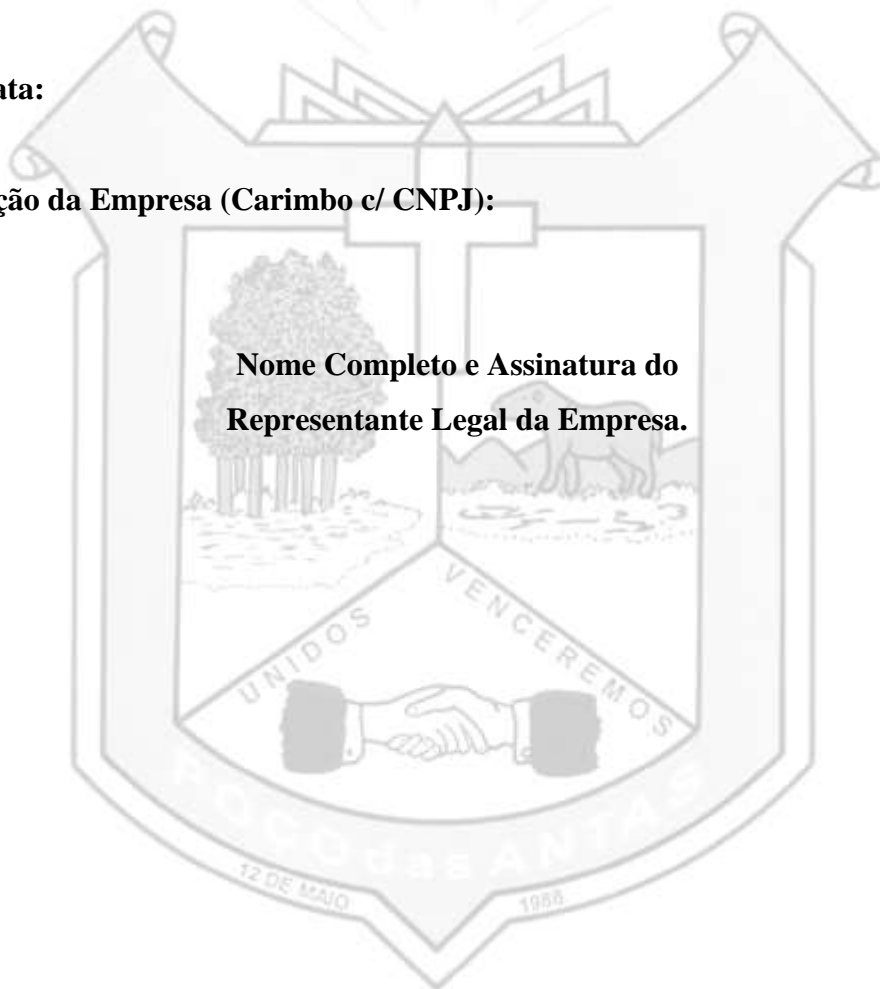 ata:
ção da Empresa (Carimbo c/ CNPJ):
Nome Completo e Assinatura do
Representante Legal da Empresa.
UNIDOS VENCEREMOS
POÇO das ANTAS
12 DE MAIO 1988